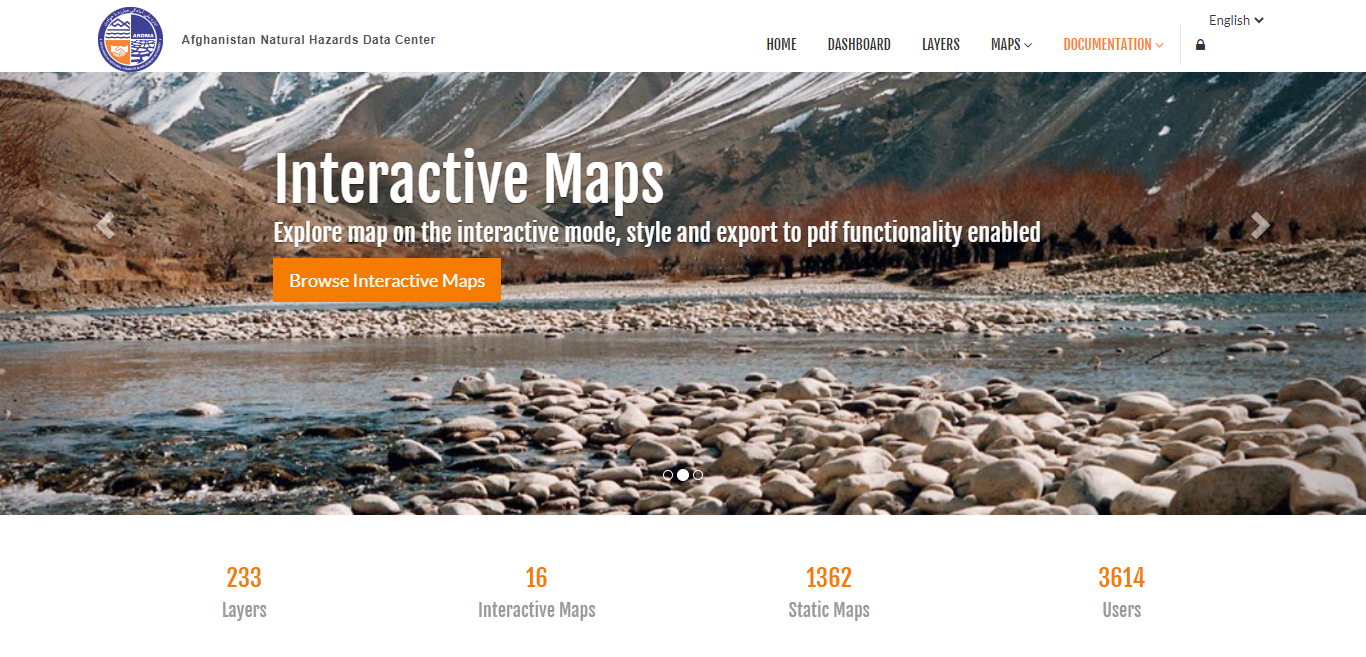 ANDMA
Afghanistan Natural Hazards Data Center
English
HOME
DASHBOARD
LAYERS
MAPS
DOCUMENTATION
Interactive Maps
Explore map on the interactive mode, style and export to pdf functionality enabled
Browse Interactive Maps
233
Layers
16
Interactive Maps
1362
Static Maps
3614
Users